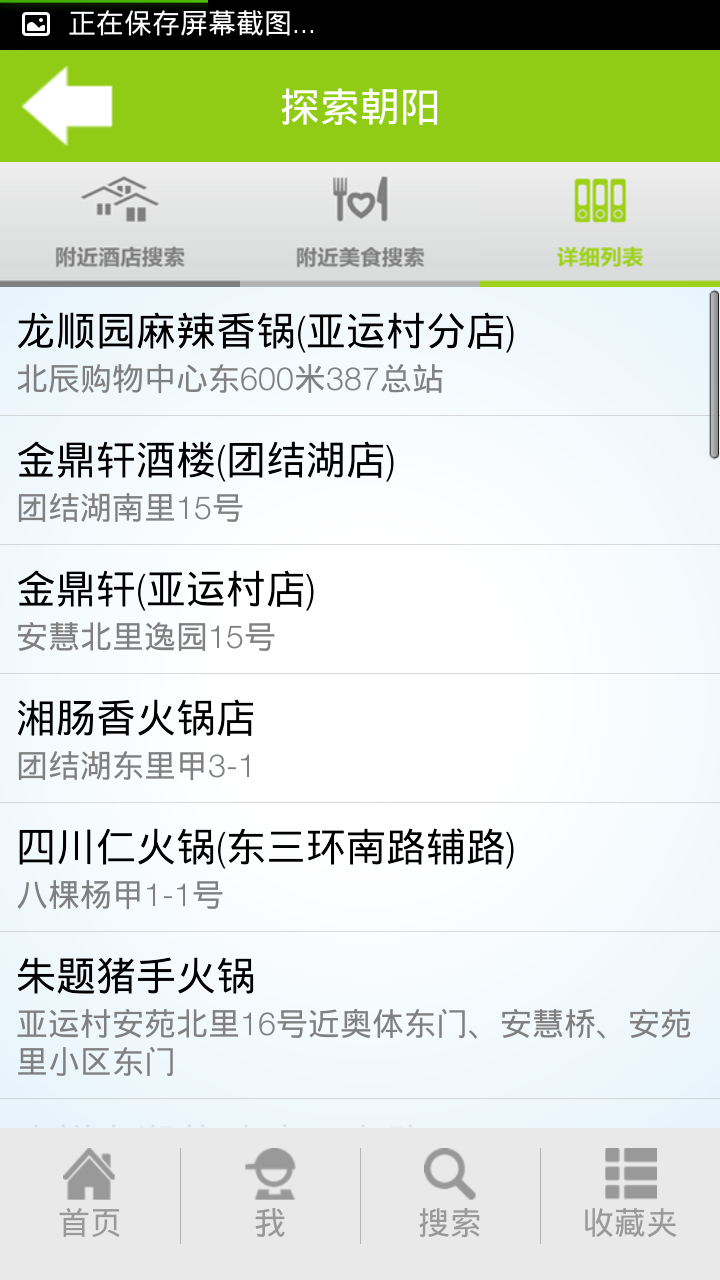 正在保存屏幕截图...
探索朝阳
附近酒店搜索
附近美食搜索
详细列表
龙顺园麻辣香锅(亚运村分店)
北辰购物中心东600米387总站
金鼎轩酒楼(团结湖店)
团结湖南里15号
金鼎轩(亚运村店)
安慧北里逸园15号
湘肠香火锅店
团结湖东里甲3-1
四川仁火锅(东三环南路辅路)
八棵杨甲1-1号
朱题猪手火锅
亚运村安苑北里16号近奥体东门、安慧桥、安苑
里小区东门
首页
我
搜索
收藏夹